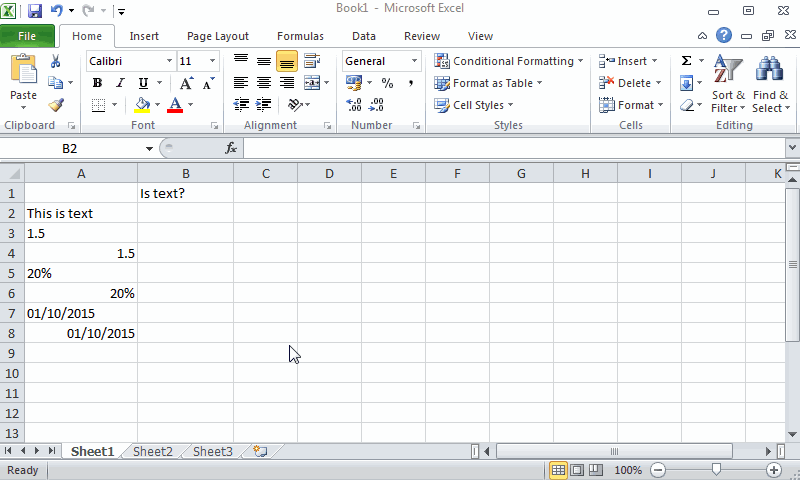 Book1 - Microsoft Excel
File Home Insert Page Layout Formulas Data Review View
Calibri 11 General Conditional Formatting Insert Σ
Paste B I U A A % , Format as Table Delete Sort & Filter Find & Select
A Cell Styles Format
Clipboard Font Alignment Number Styles Cells Editing
B2 fx
A B C D E F G H I J K
1 Is text?
2 This is text
3 1.5
4 1.5
5 20%
6 20%
7 01/10/2015
8 01/10/2015
9
10
11
12
13
Sheet1 Sheet2 Sheet3
Ready 100%